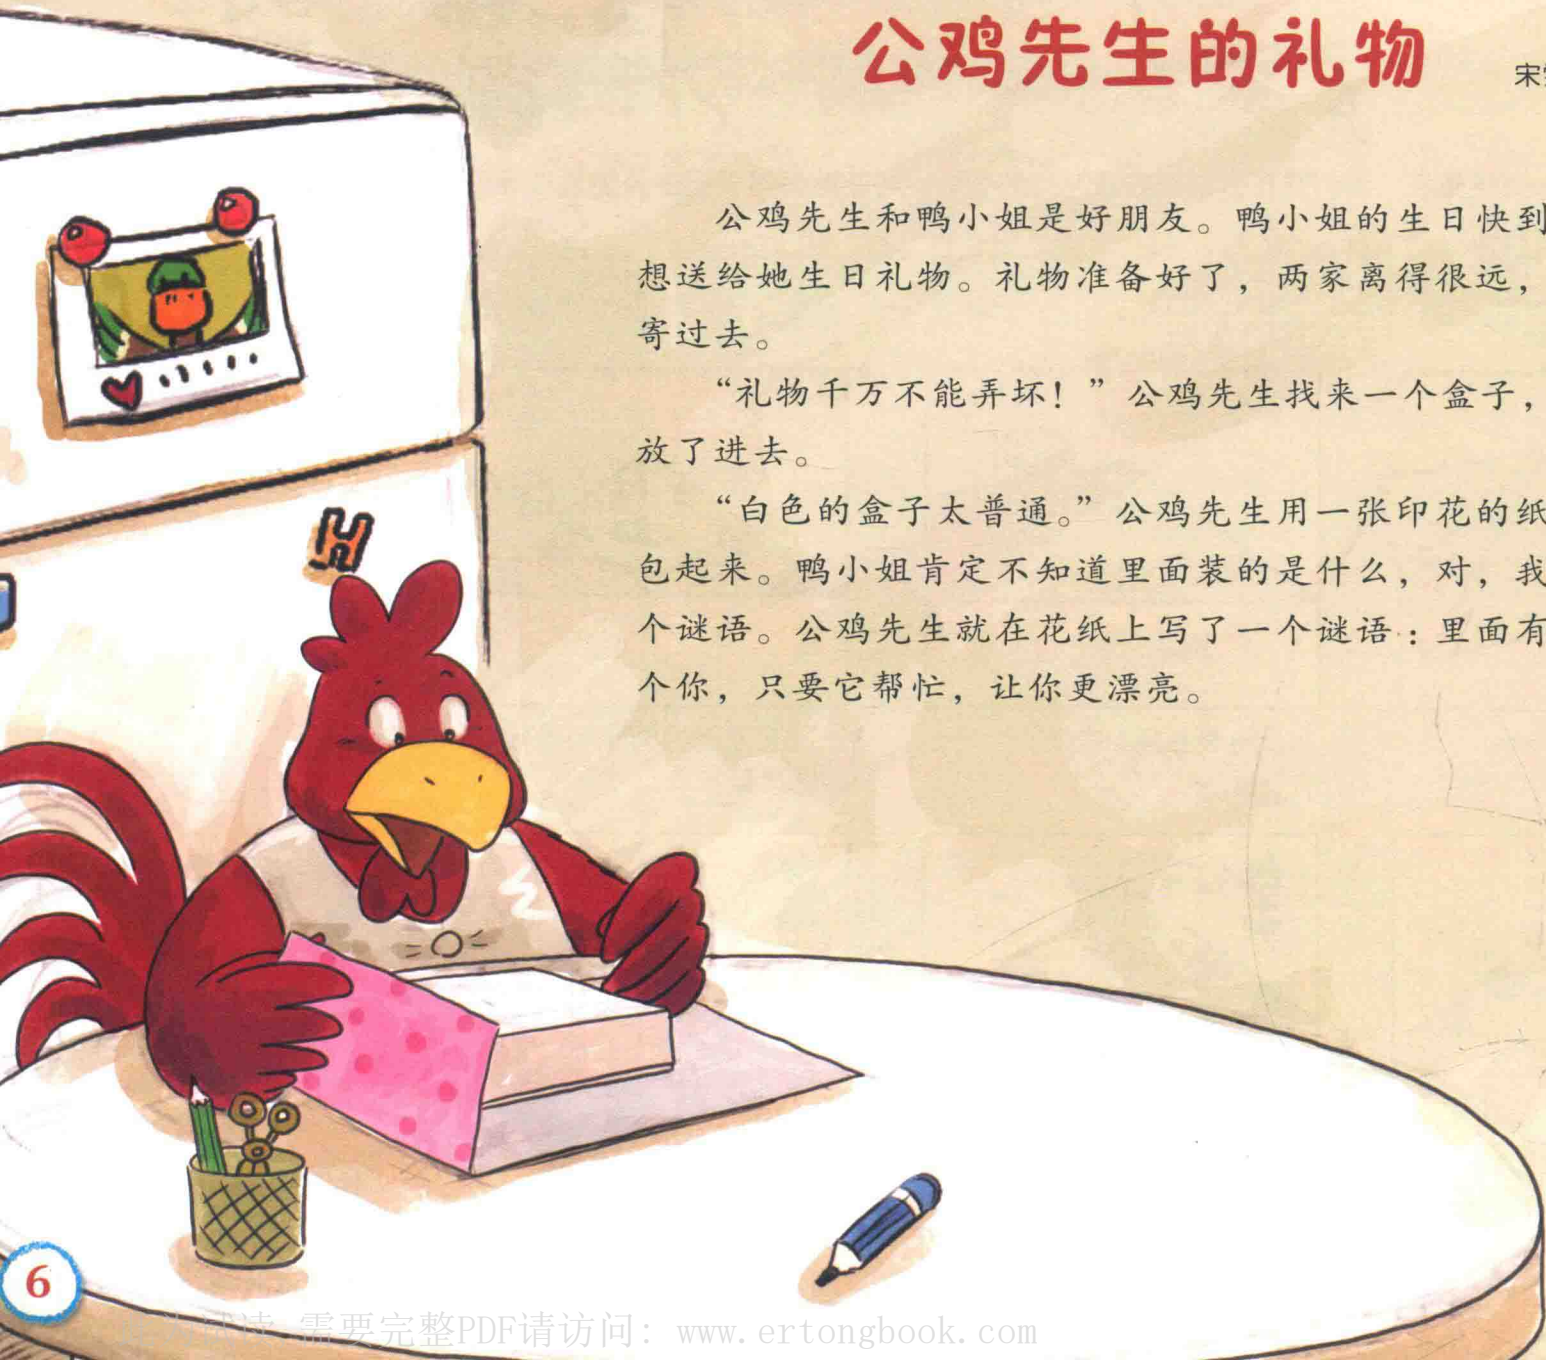 公鸡先生的礼物
宋
公鸡先生和鸭小姐是好朋友。鸭小姐的生日快到
想送给她生日礼物。礼物准备好了，两家离得很远，
寄过去。
“礼物千万不能弄坏！”公鸡先生找来一个盒子，
放了进去。
“白色的盒子太普通。”公鸡先生用一张印花的纸
包起来。鸭小姐肯定不知道里面装的是什么，对，我
个谜语。公鸡先生就在花纸上写了一个谜语：里面有
个你，只要它帮忙，让你更漂亮。
H
6
需要完整PDF请访问: www.ertongbook.com